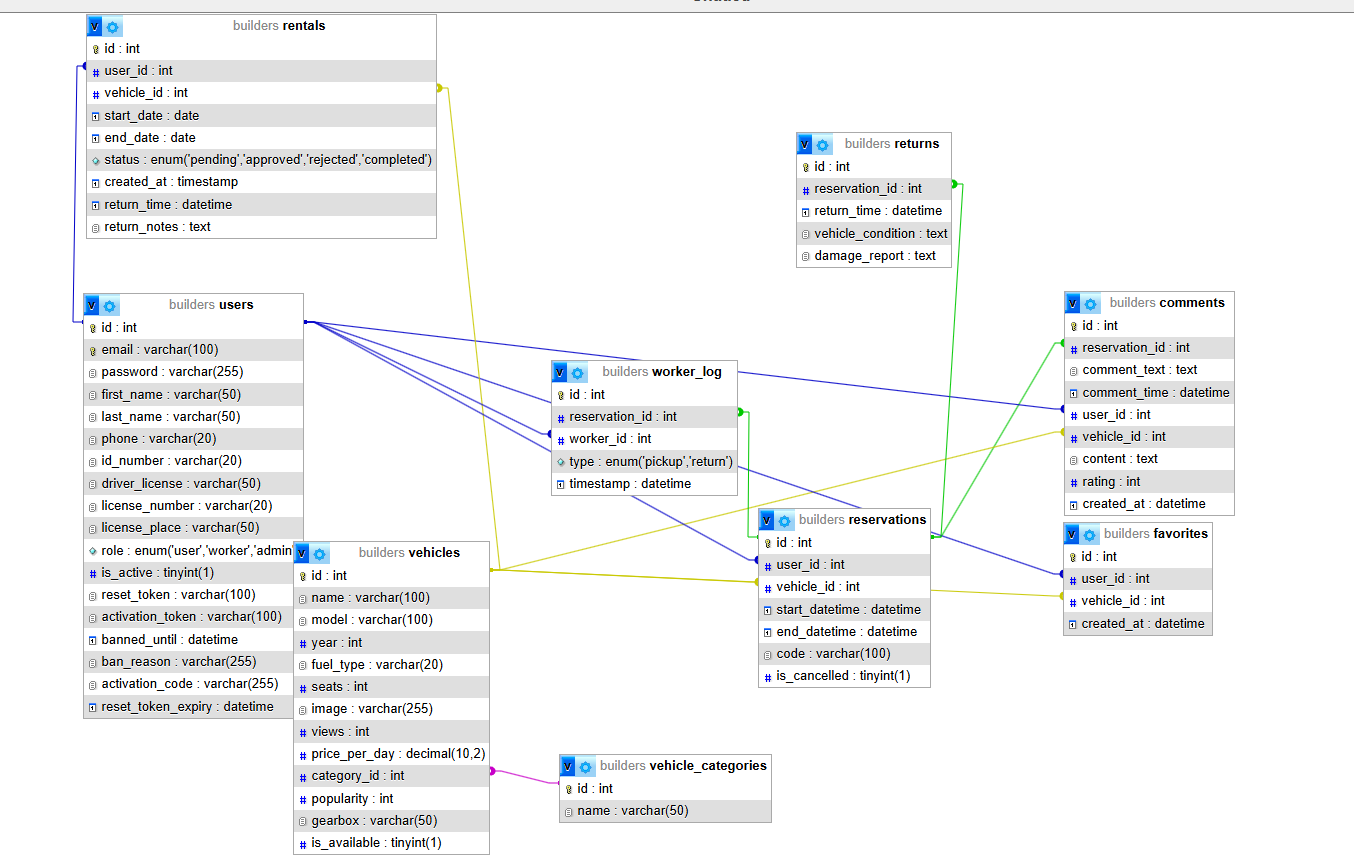 builders rentals
id : int
user_id : int
vehicle_id : int
start_date : date
end_date : date
status : enum('pending','approved','rejected','completed')
created_at : timestamp
return_time : datetime
return_notes : text
builders returns
id : int
reservation_id : int
return_time : datetime
vehicle_condition : text
damage_report : text
builders users
id : int
email : varchar(100)
password : varchar(255)
first_name : varchar(50)
last_name : varchar(50)
phone : varchar(20)
id_number : varchar(20)
driver_license : varchar(50)
license_number : varchar(20)
license_place : varchar(50)
role : enum('user','worker','admin'
is_active : tinyint(1)
reset_token : varchar(100)
activation_token : varchar(100)
banned_until : datetime
ban_reason : varchar(255)
activation_code : varchar(255)
reset_token_expiry : datetime
builders comments
id : int
reservation_id : int
comment_text : text
comment_time : datetime
user_id : int
vehicle_id : int
content : text
rating : int
created_at : datetime
builders worker_log
id : int
reservation_id : int
worker_id : int
type : enum('pickup','return')
timestamp : datetime
builders reservations
id : int
user_id : int
vehicle_id : int
start_datetime : datetime
end_datetime : datetime
code : varchar(100)
is_cancelled : tinyint(1)
builders favorites
id : int
user_id : int
vehicle_id : int
created_at : datetime
builders vehicles
id : int
name : varchar(100)
model : varchar(100)
year : int
fuel_type : varchar(20)
seats : int
image : varchar(255)
views : int
price_per_day : decimal(10,2)
category_id : int
popularity : int
gearbox : varchar(50)
is_available : tinyint(1)
builders vehicle_categories
id : int
name : varchar(50)